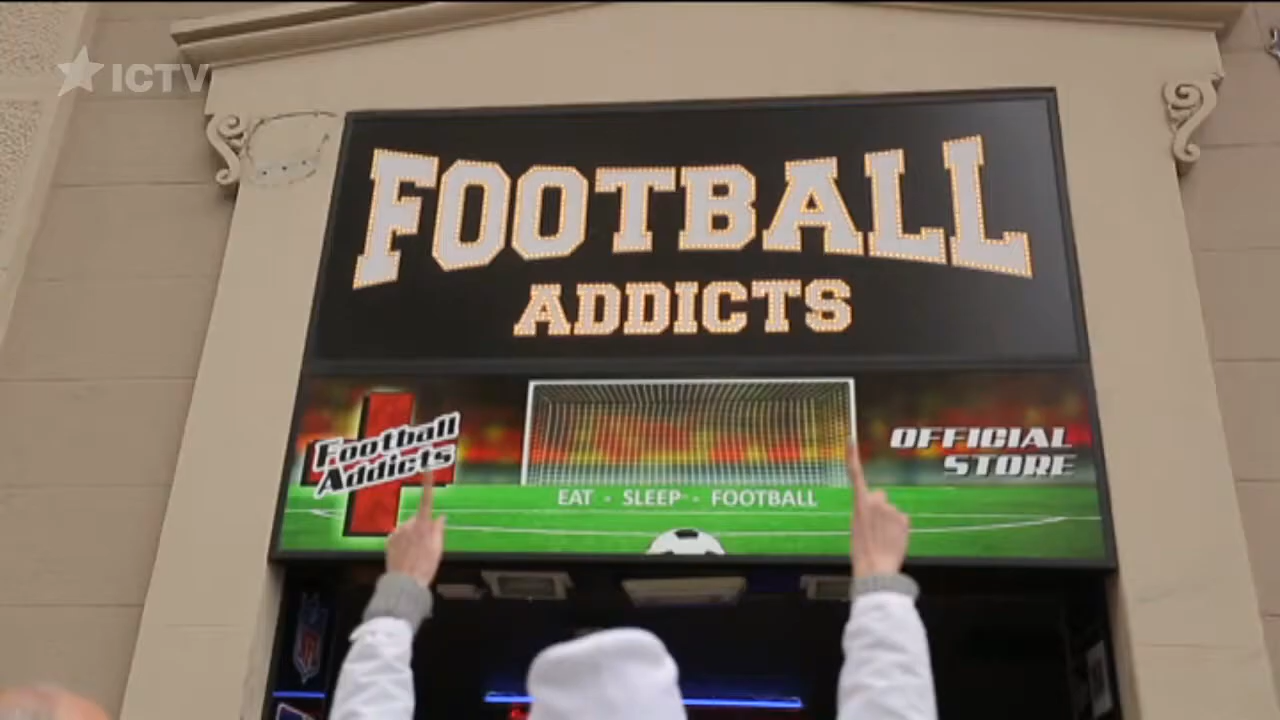 ICTV
FOOTBALL
ADDICTS
Football
Addicts
OFFICIAL
STORE
EAT - SLEEP - FOOTBALL